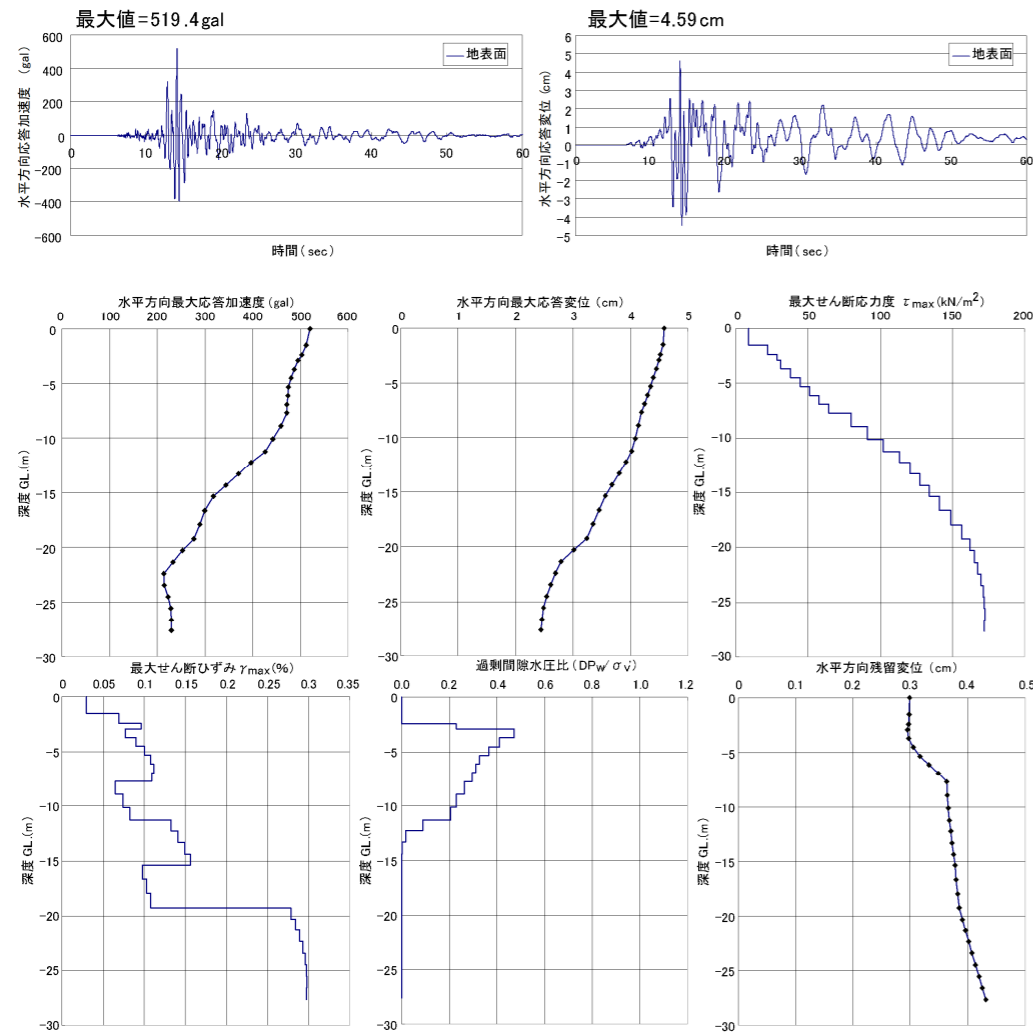 最大値=519.4gal
600
400
200
0
-200
-400
-600
水平方向応答加速度 (gal)
地表面
0 10 20 30 40 50 60
時間(sec)
最大値=4.59cm
6
5
4
3
2
1
0
-1
-2
-3
-4
-5
水平方向応答変位(cm)
地表面
0 10 20 30 40 50 60
時間(sec)
水平方向最大応答加速度(gal)
0 100 200 300 400 500 600
0
-5
-10
-15
-20
-25
-30
深度 GL.(m)
水平方向最大応答変位(cm)
0 1 2 3 4 5
0
-5
-10
-15
-20
-25
-30
深度 GL.(m)
最大せん断応力度 τmax(kN/m²)
0 50 100 150 200
0
-5
-10
-15
-20
-25
-30
深度 GL.(m)
最大せん断ひずみγmax(%)
0 0.05 0.1 0.15 0.2 0.25 0.3 0.35
0
-5
-10
-15
-20
-25
-30
深度 GL.(m)
過剰間隙水圧比(DPw/σv')
0.0 0.2 0.4 0.6 0.8 1.0 1.2
0
-5
-10
-15
-20
-25
-30
深度 GL.(m)
水平方向残留変位(cm)
0 0.1 0.2 0.3 0.4 0.5
0
-5
-10
-15
-20
-25
-30
深度 GL.(m)